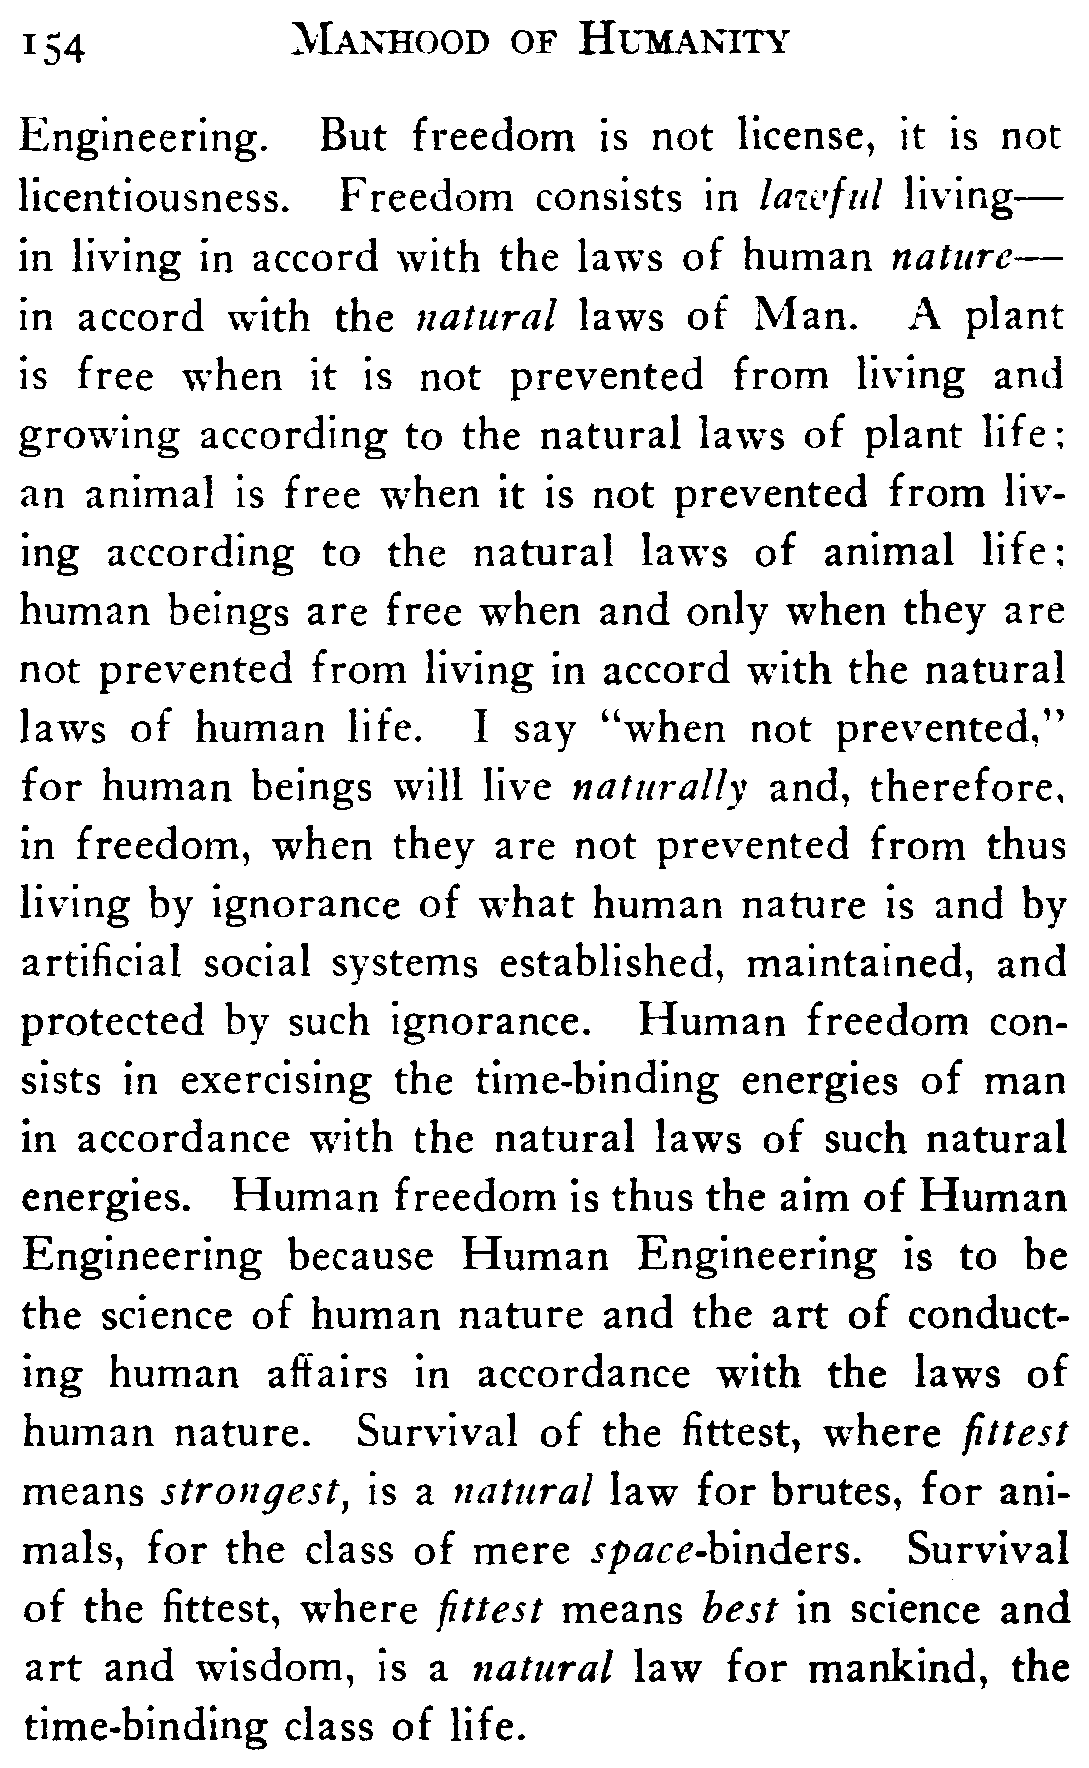 154 MANHOOD OF HUMANITY
Engineering. But freedom is not license, it is not
licentiousness. Freedom consists in lawful living—
in living in accord with the laws of human nature—
in accord with the natural laws of Man. A plant
is free when it is not prevented from living and
growing according to the natural laws of plant life;
an animal is free when it is not prevented from liv-
ing according to the natural laws of animal life;
human beings are free when and only when they are
not prevented from living in accord with the natural
laws of human life. I say "when not prevented,"
for human beings will live naturally and, therefore,
in freedom, when they are not prevented from thus
living by ignorance of what human nature is and by
artificial social systems established, maintained, and
protected by such ignorance. Human freedom con-
sists in exercising the time-binding energies of man
in accordance with the natural laws of such natural
energies. Human freedom is thus the aim of Human
Engineering because Human Engineering is to be
the science of human nature and the art of conduct-
ing human affairs in accordance with the laws of
human nature. Survival of the fittest, where fittest
means strongest, is a natural law for brutes, for ani-
mals, for the class of mere space-binders. Survival
of the fittest, where fittest means best in science and
art and wisdom, is a natural law for mankind, the
time-binding class of life.